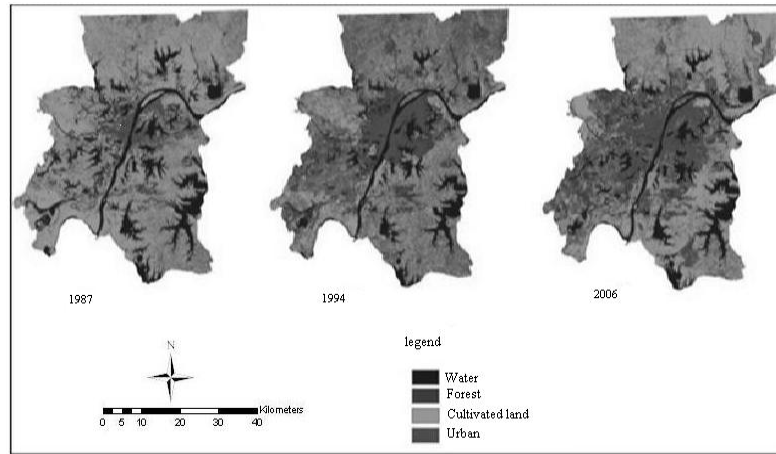 1987 1994 2006
legend
N
Water
Forest
Kilometers
Cultivated land
0 5 10 20 30 40
Urban